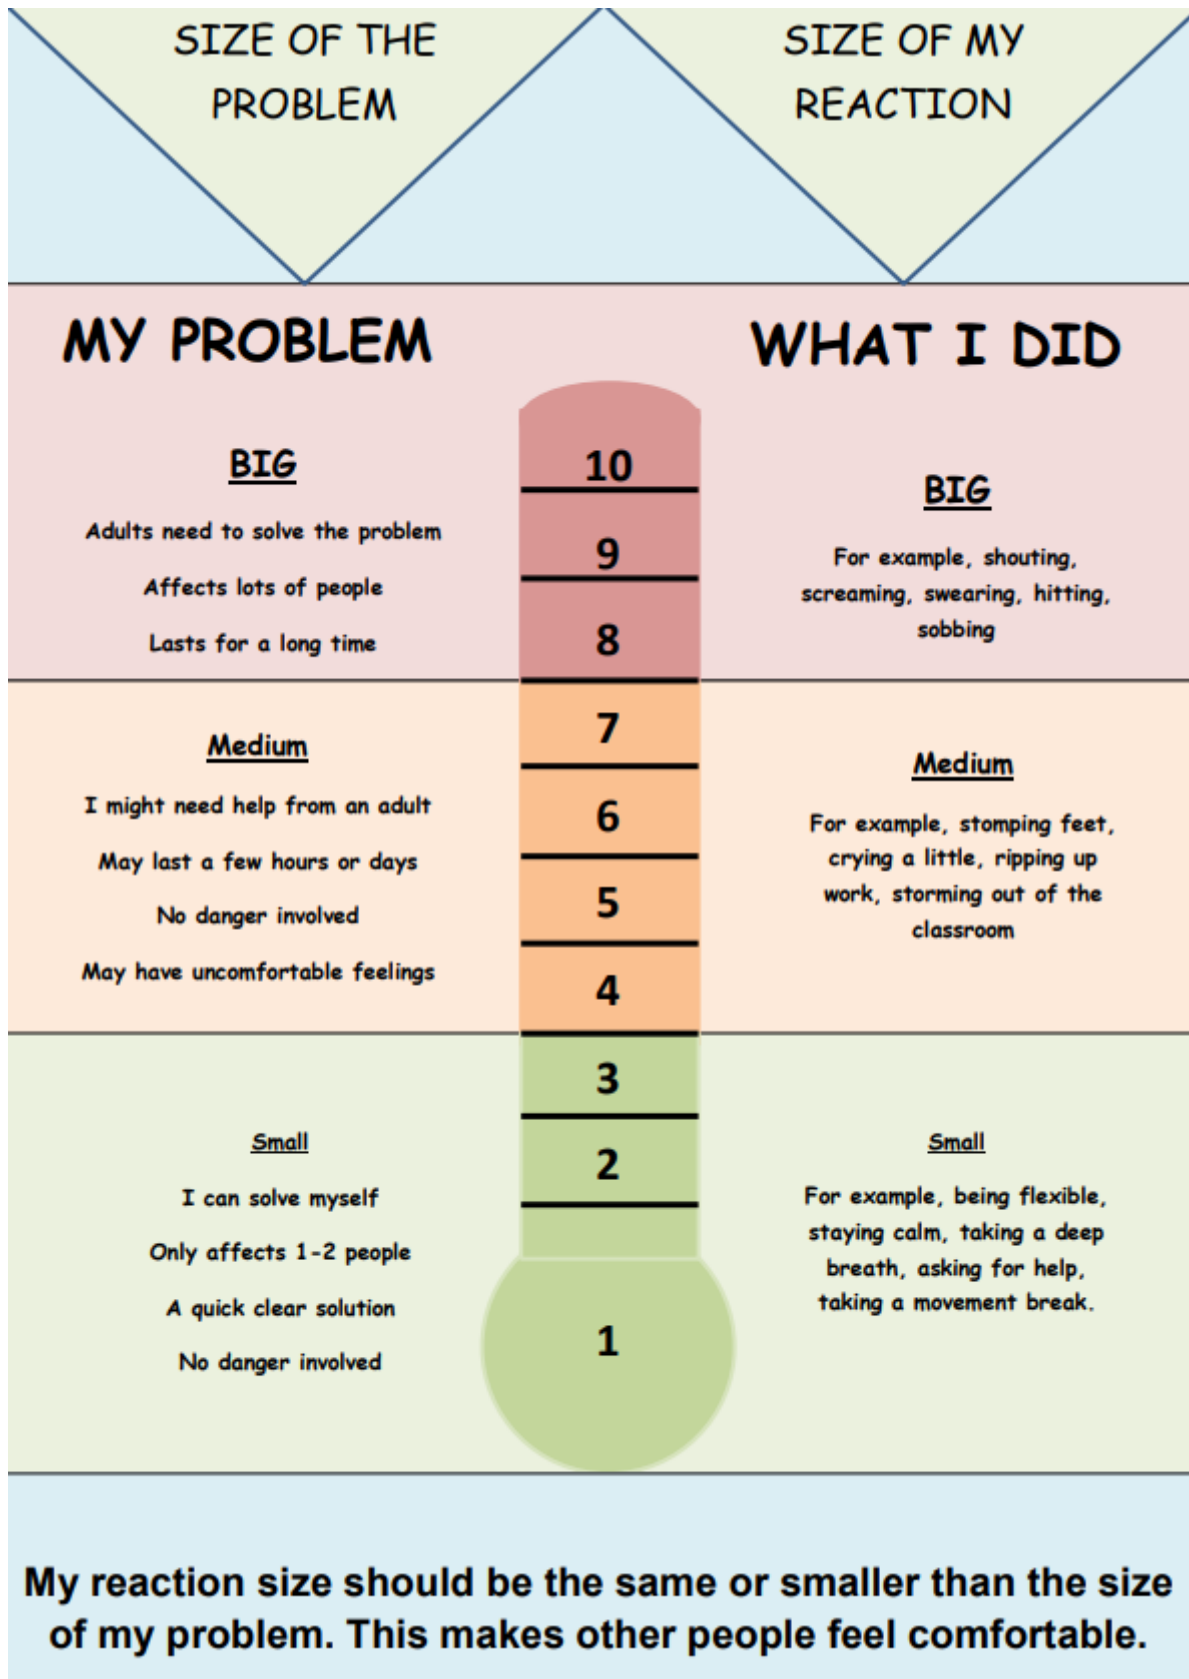 SIZE OF THE
PROBLEM
SIZE OF MY
REACTION
MY PROBLEM
WHAT I DID
BIG
Adults need to solve the problem
Affects lots of people
Lasts for a long time
10
9
8
BIG
For example, shouting,
screaming, swearing, hitting,
sobbing
Medium
I might need help from an adult
May last a few hours or days
No danger involved
May have uncomfortable feelings
7
6
5
4
Medium
For example, stomping feet,
crying a little, ripping up
work, storming out of the
classroom
Small
I can solve myself
Only affects 1-2 people
A quick clear solution
No danger involved
3
2
1
Small
For example, being flexible,
staying calm, taking a deep
breath, asking for help,
taking a movement break.
My reaction size should be the same or smaller than the size
of my problem. This makes other people feel comfortable.